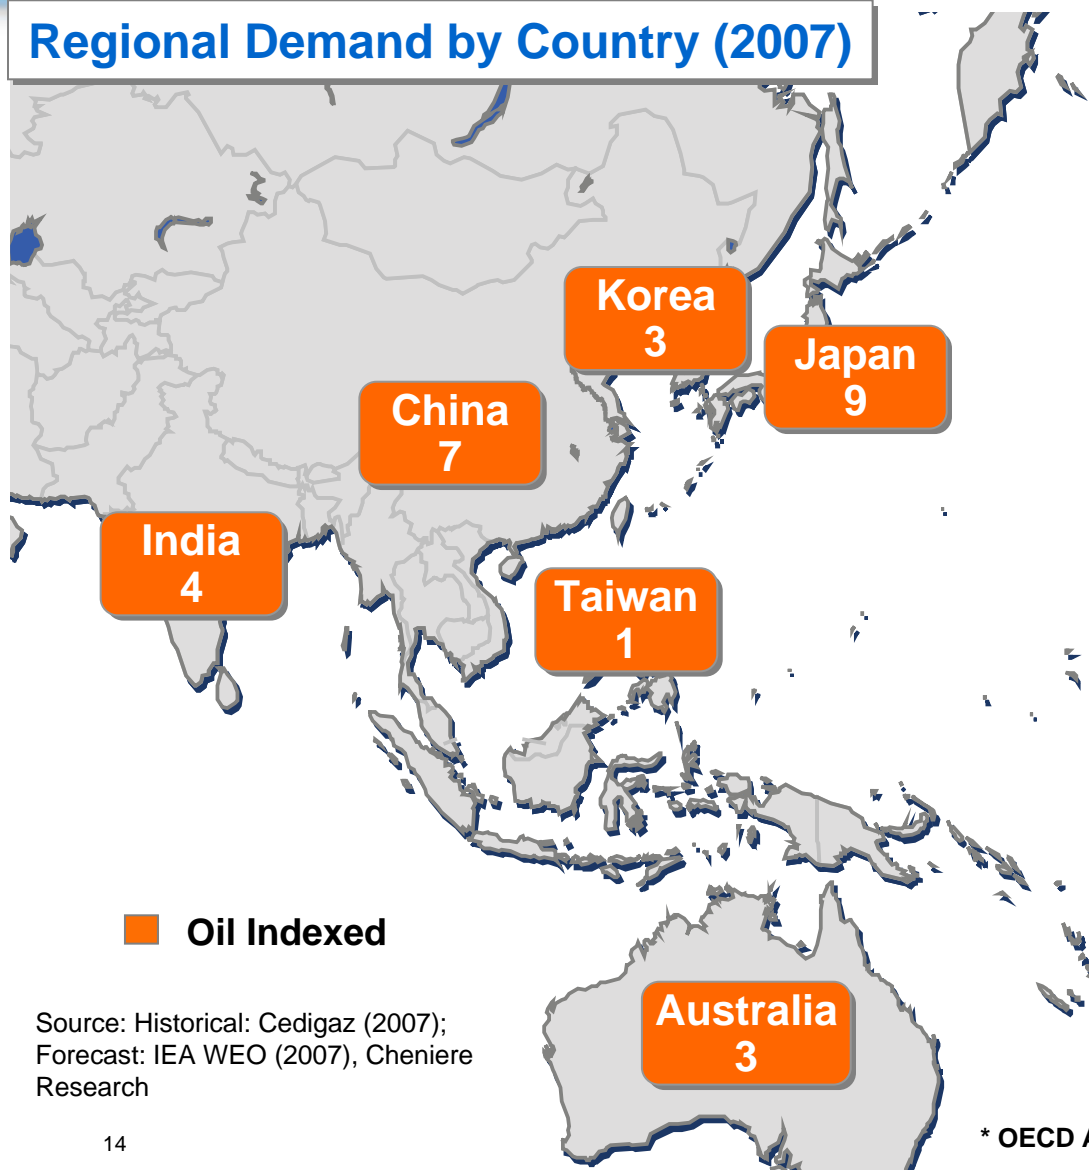 Regional Demand by Country (2007)
Korea
3
Japan
9
China
7
India
4
Taiwan
1
Oil Indexed
Australia
3
Source: Historical: Cedigaz (2007);
Forecast: IEA WEO (2007), Cheniere
Research
14
* OECD A